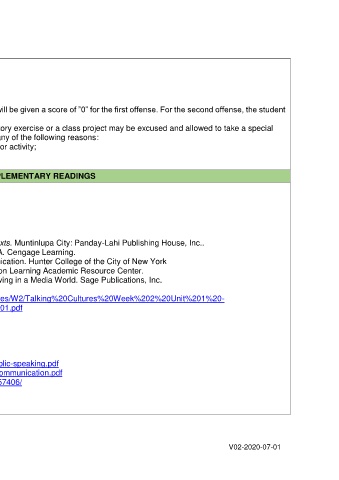 vill be given a score of "0" for the first offense. For the second offense, the student
ory exercise or a class project may be excused and allowed to take a special
ny of the following reasons:
or activity;
PLEMENTARY READINGS
xts. Muntinlupa City: Panday-Lahi Publishing House, Inc..
A. Cengage Learning.
ication. Hunter College of the City of New York
on Learning Academic Resource Center.
ving in a Media World. Sage Publications, Inc.
es/W2/Talking%20Cultures%20Week%202%20Unit%201%20-
01.pdf
blic-speaking.pdf
ommunication.pdf
57406/
V02-2020-07-01